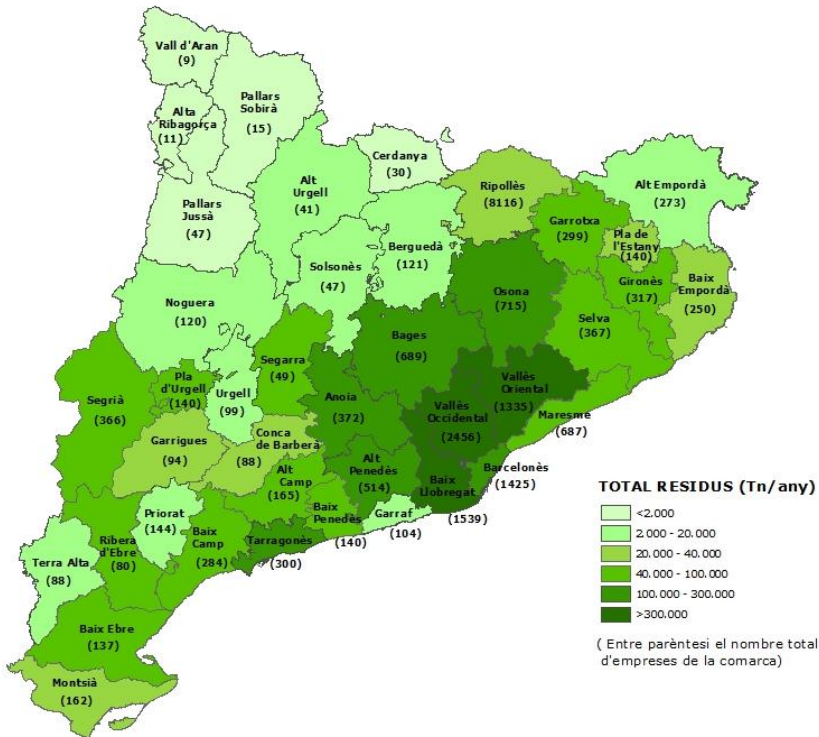 Vall d'Aran
(9)
Pallars
Sobirà
(15)
Alta
Ribagorça
(11)
Cerdanya
(30)
Alt
Urgell
(41)
Ripollès
(8116)
Alt Empordà
(273)
Garrotxa
(299)
Pla de
l'Estany
(140)
Pallars
Jussà
(47)
Berguedà
(121)
Solsonès
(47)
Gironès
(317)
Baix
Empordà
(250)
Osona
(715)
Noguera
(120)
Selva
(367)
Bages
(689)
Segarra
(49)
Vallès
Oriental
(1335)
Pla
d'Urgell
(140)
Segrià
(366)
Urgell
(99)
Anoia
(372)
Vallès
Occidental
(2456)
Maresme
(687)
Garrigues
(94)
Conca
de Barberà
(88)
Alt
Penedès
(514)
Alt
Camp
(165)
Barcelonès
(1425)
Baix
Llobregat
(1539)
Priorat
(144)
Baix
Penedès
(140)
Garraf
(104)
Ribera
d'Ebre
(80)
Baix
Camp
(284)
Tarragonès
(300)
Terra Alta
(88)
Baix Ebre
(137)
Montsià
(162)
TOTAL RESIDUS (Tn/any)
<2.000
2.000 - 20.000
20.000 - 40.000
40.000 - 100.000
100.000 - 300.000
>300.000
( Entre parèntesi el nombre total
d'empreses de la comarca)